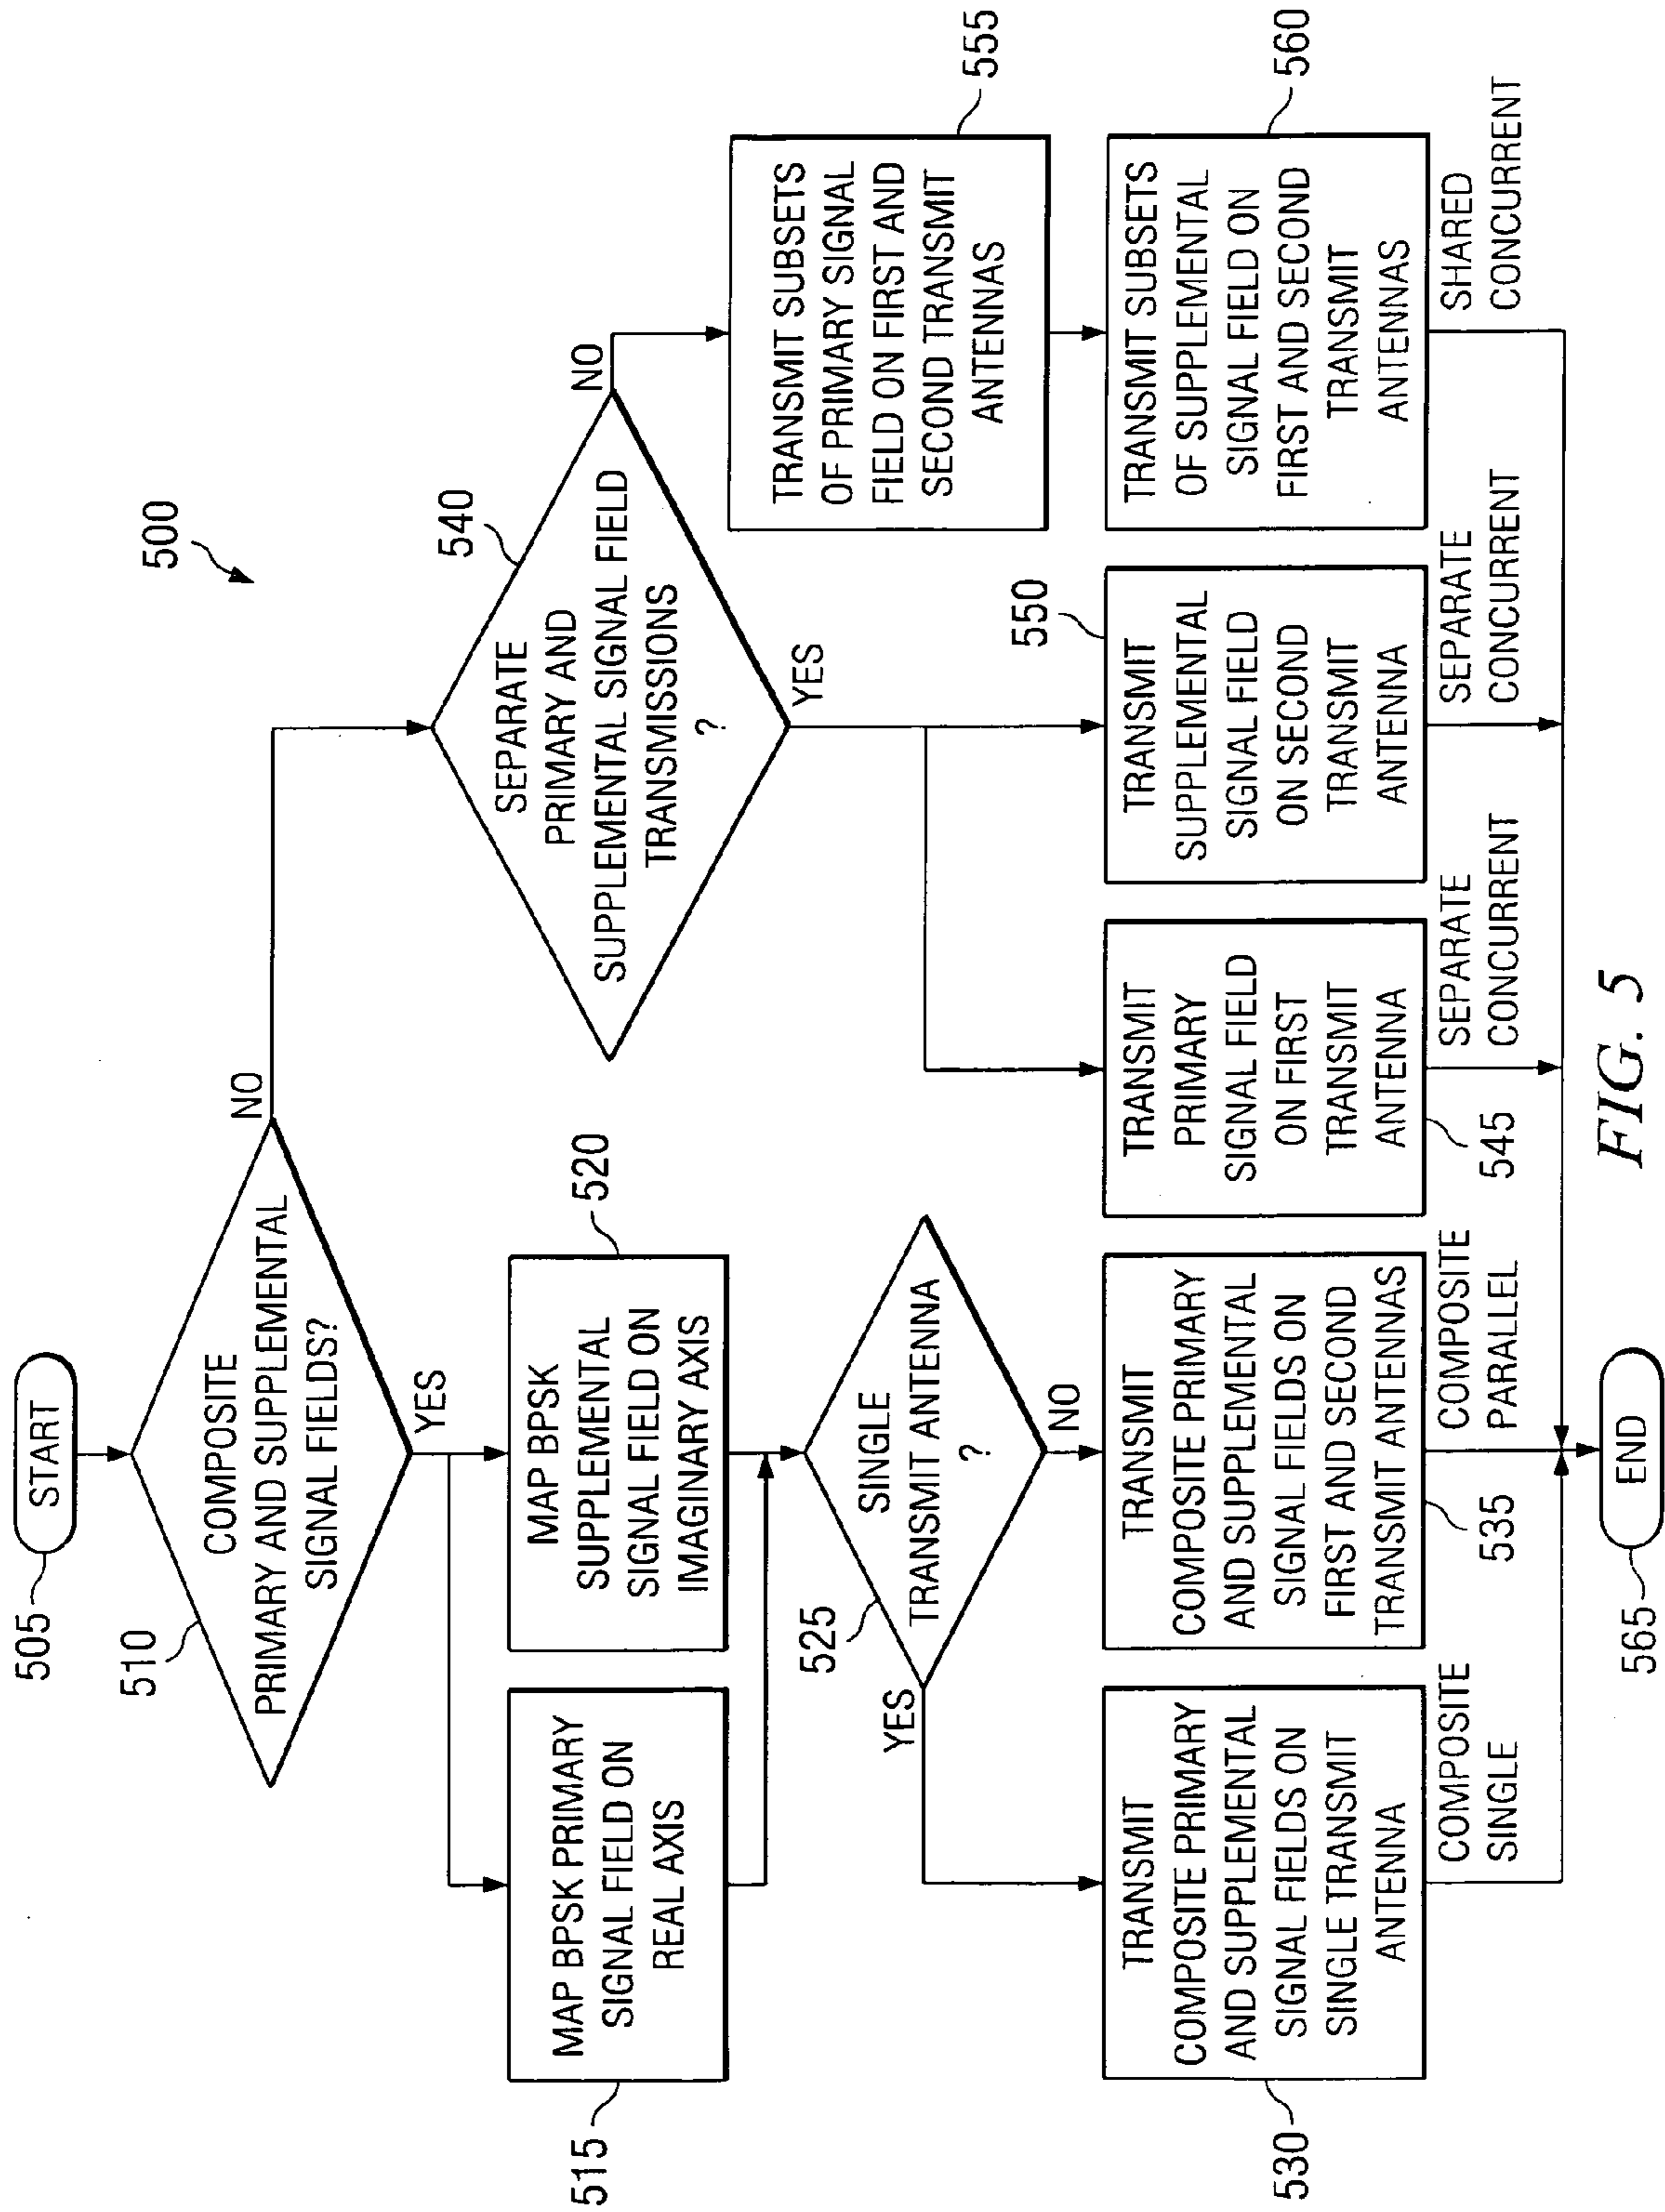 500
505
START
510
COMPOSITE
PRIMARY AND SUPPLEMENTAL
SIGNAL FIELDS?
NO
YES
515
MAP BPSK PRIMARY
SIGNAL FIELD ON
REAL AXIS
520
MAP BPSK
SUPPLEMENTAL
SIGNAL FIELD ON
IMAGINARY AXIS
525
SINGLE
TRANSMIT ANTENNA
?
YES
NO
530
TRANSMIT
COMPOSITE PRIMARY
AND SUPPLEMENTAL
SIGNAL FIELDS ON
SINGLE TRANSMIT
ANTENNA
COMPOSITE
SINGLE
535
TRANSMIT
COMPOSITE PRIMARY
AND SUPPLEMENTAL
SIGNAL FIELDS ON
FIRST AND SECOND
TRANSMIT ANTENNAS
COMPOSITE
PARALLEL
540
SEPARATE
PRIMARY AND
SUPPLEMENTAL SIGNAL FIELD
TRANSMISSIONS
?
NO
YES
545
TRANSMIT
PRIMARY
SIGNAL FIELD
ON FIRST
TRANSMIT
ANTENNA
SEPARATE
CONCURRENT
550
TRANSMIT
SUPPLEMENTAL
SIGNAL FIELD
ON SECOND
TRANSMIT
ANTENNA
SEPARATE
CONCURRENT
555
TRANSMIT SUBSETS
OF PRIMARY SIGNAL
FIELD ON FIRST AND
SECOND TRANSMIT
ANTENNAS
560
TRANSMIT SUBSETS
OF SUPPLEMENTAL
SIGNAL FIELD ON
FIRST AND SECOND
TRANSMIT
ANTENNAS
SHARED
CONCURRENT
565
END
FIG. 5